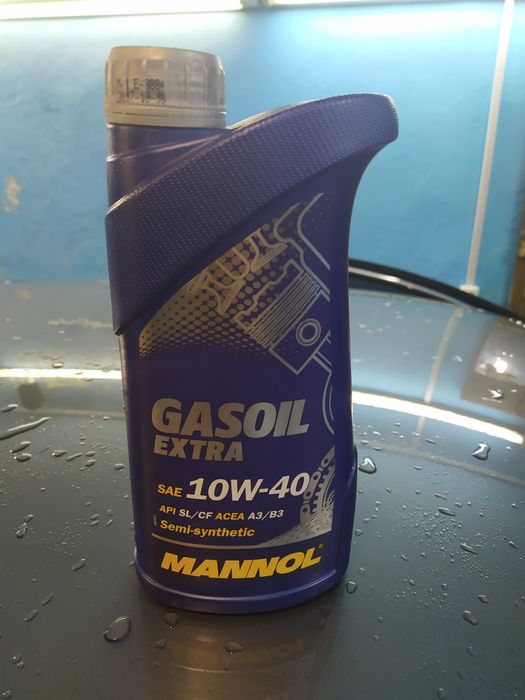 GASOIL
EXTRA
SAE 10W-40
API SL/CF ACEA A3/B3
Semi-synthetic
MANNOL